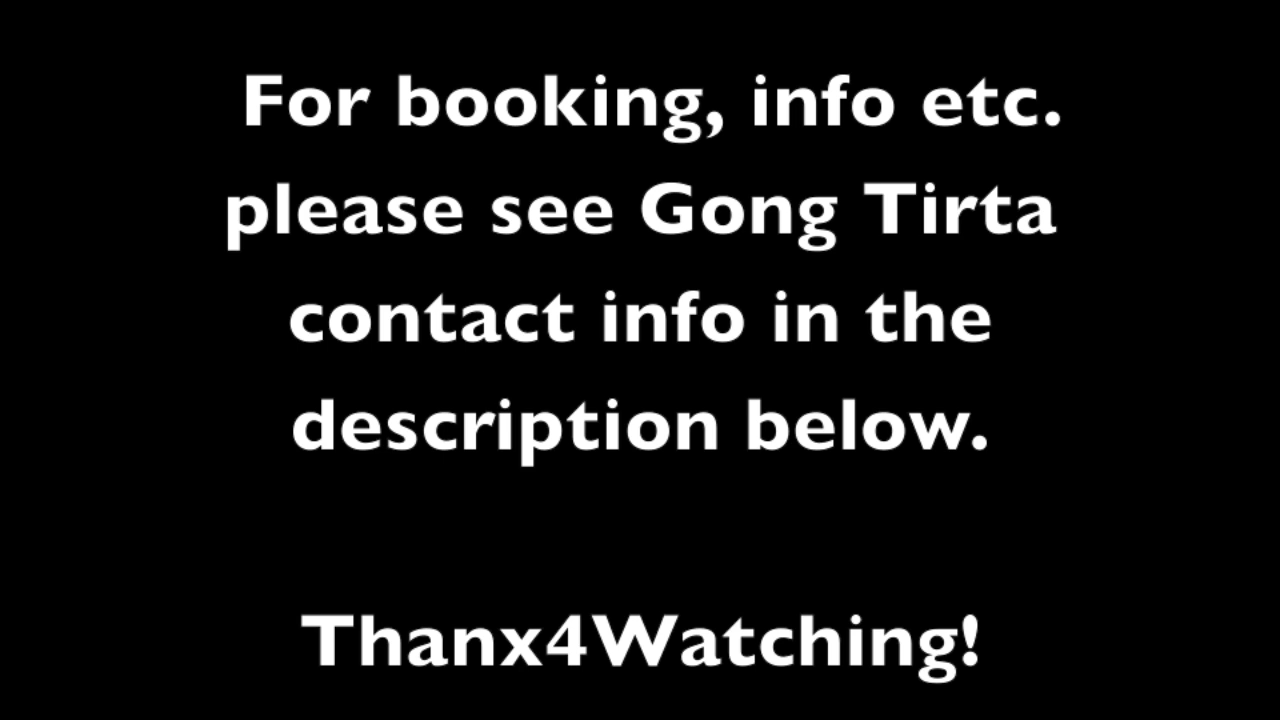 For booking, info etc.
please see Gong Tirta
contact info in the
description below.
Thanx4Watching!